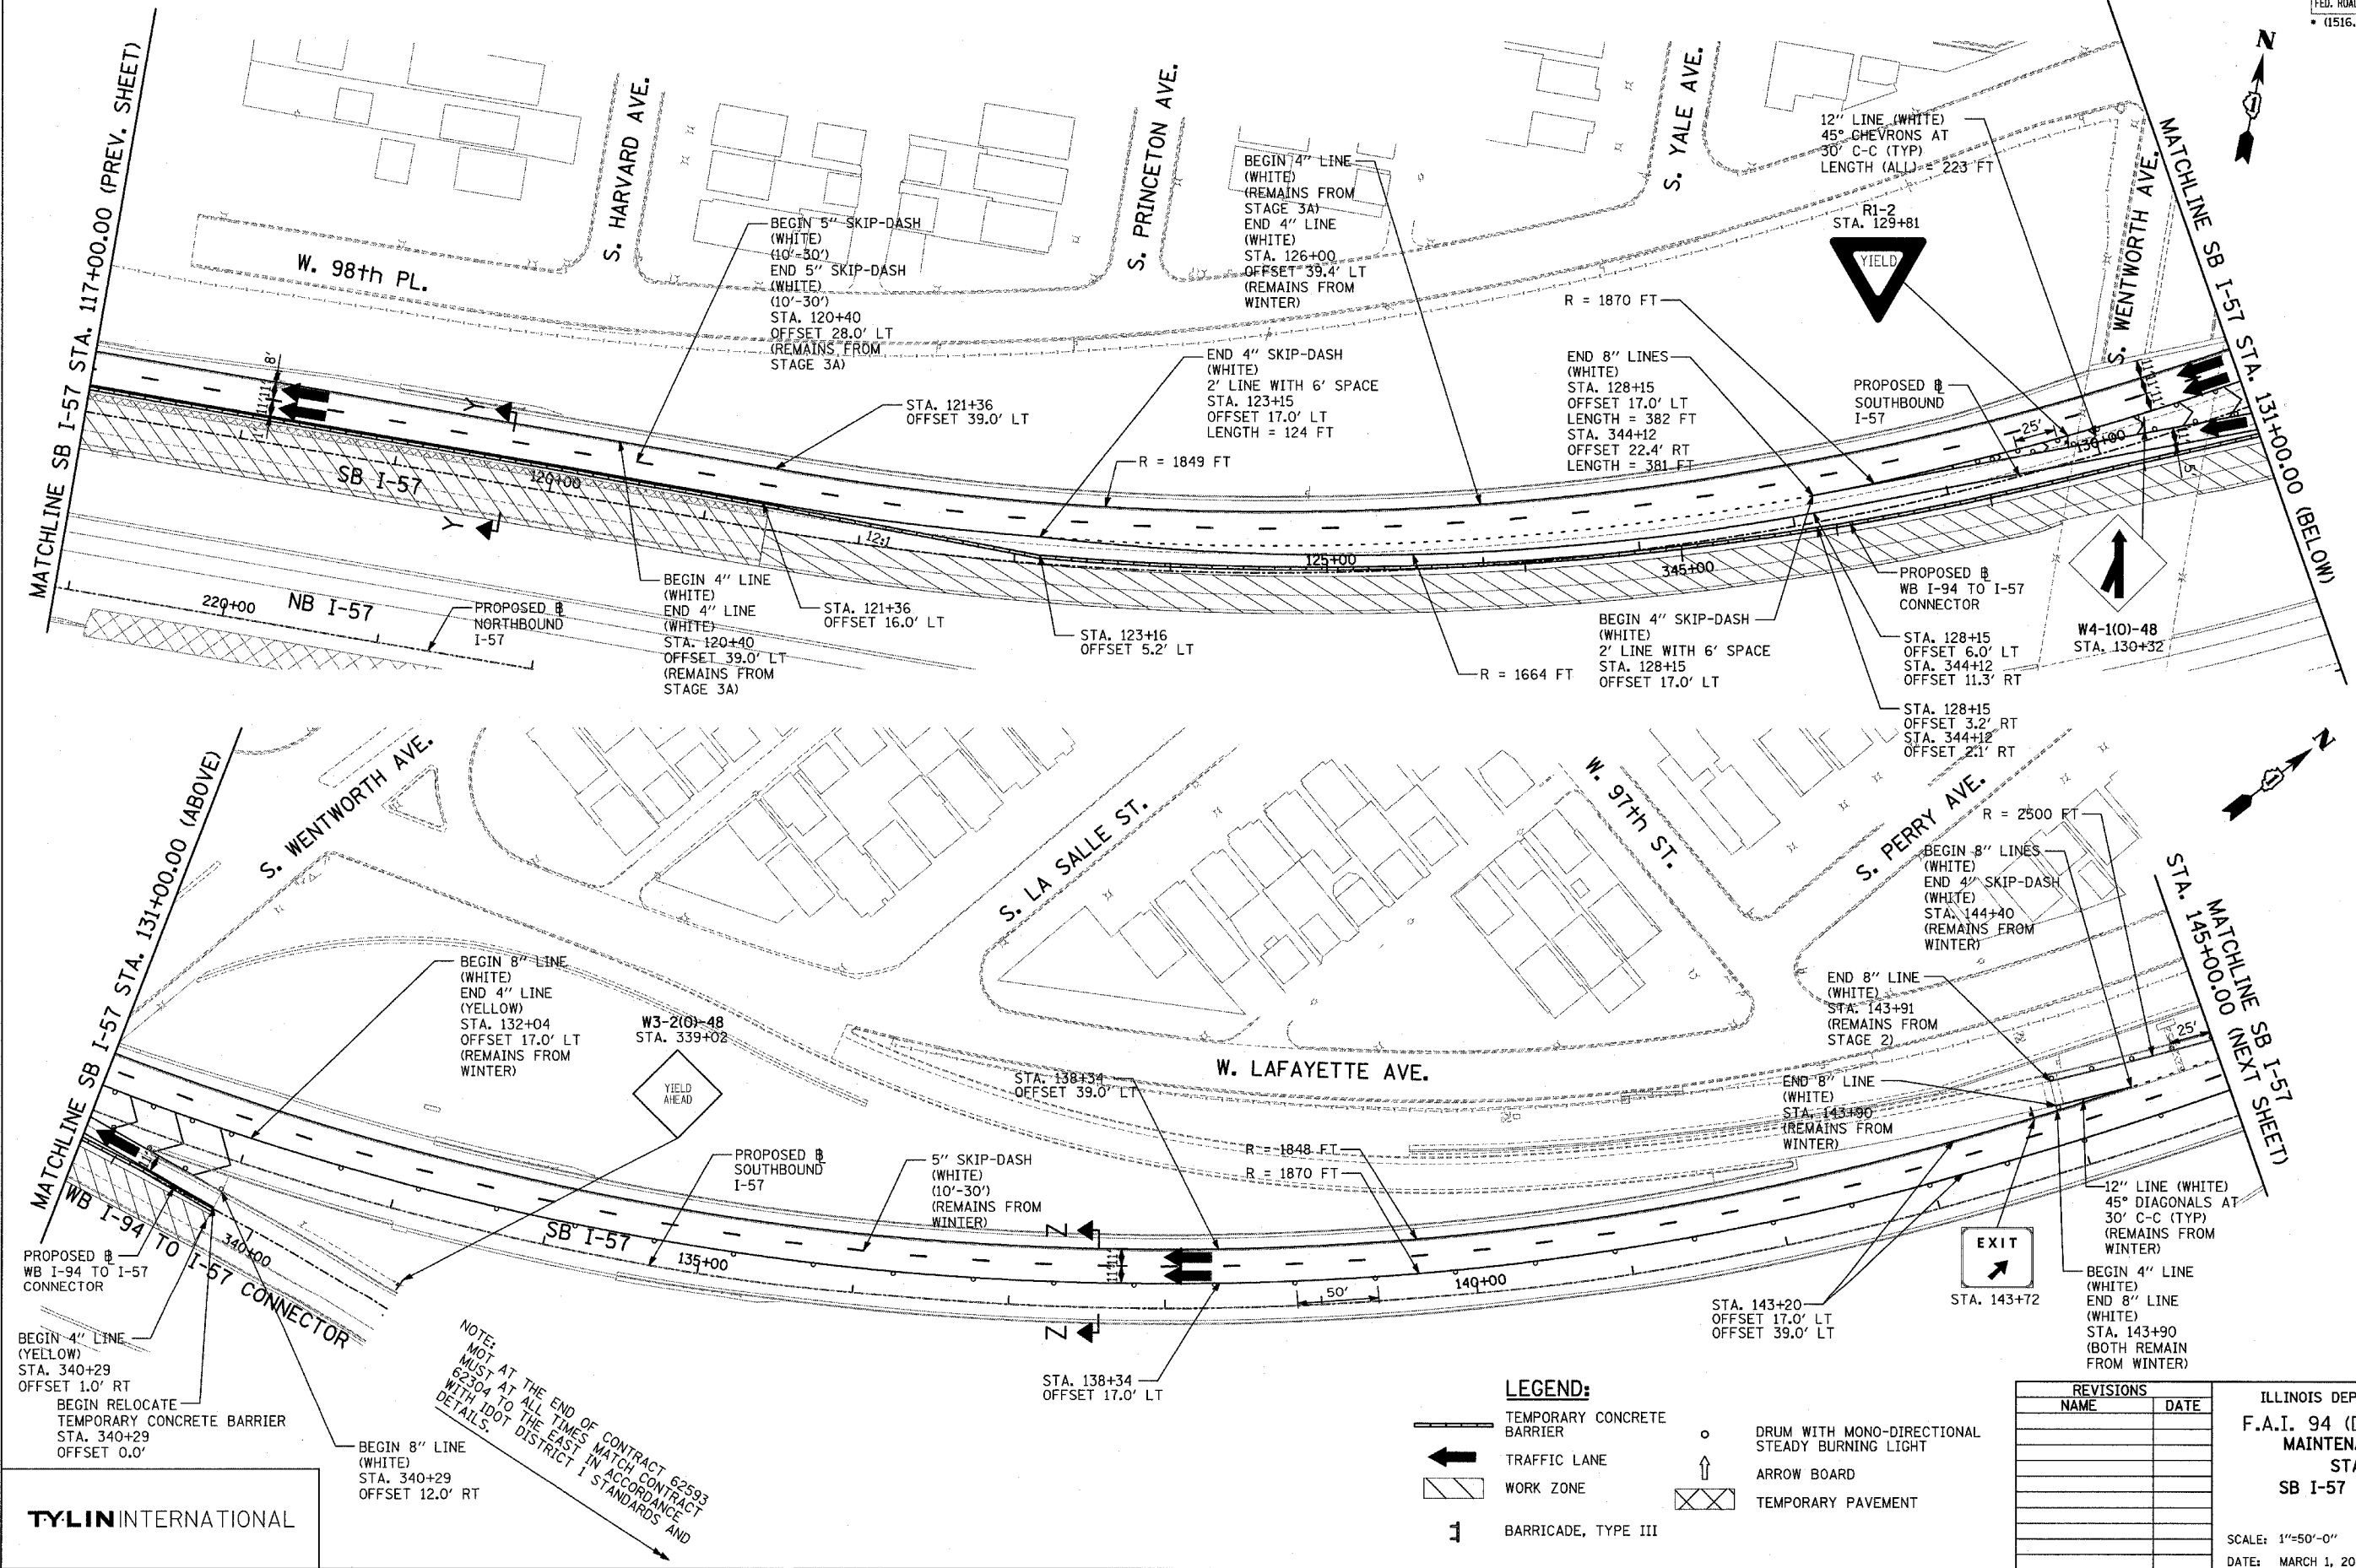 FED. ROAD
* (1516.
N
MATCHLINE SB I-57 STA. 117+00.00 (PREV. SHEET)
W. 98th PL.
S. HARVARD AVE.
S. PRINCETON AVE.
S. YALE AVE.
S. WENTWORTH AVE.
MATCHLINE SB I-57 STA. 131+00.00 (BELOW)
BEGIN 5" SKIP-DASH
(WHITE)
(10'-30')
END 5" SKIP-DASH
(WHITE)
(10'-30')
STA. 120+40
OFFSET 28.0' LT
(REMAINS FROM
STAGE 3A)
BEGIN 4" LINE
(WHITE)
(REMAINS FROM
STAGE 3A)
END 4" LINE
(WHITE)
STA. 126+00
OFFSET 39.4' LT
(REMAINS FROM
WINTER)
12" LINE (WHITE)
45° CHEVRONS AT
30' C-C (TYP)
LENGTH (ALL) = 223 FT
R1-2
STA. 129+81
YIELD
R = 1870 FT
END 4" SKIP-DASH
(WHITE)
2' LINE WITH 6' SPACE
STA. 123+15
OFFSET 17.0' LT
LENGTH = 124 FT
R = 1849 FT
END 8" LINES
(WHITE)
STA. 128+15
OFFSET 17.0' LT
LENGTH = 382 FT
STA. 344+12
OFFSET 22.4' RT
LENGTH = 381 FT
PROPOSED B
SOUTHBOUND
I-57
STA. 121+36
OFFSET 39.0' LT
8'
11'
11'
1'
Y
Y
SB I-57
120+00
12:1
125+00
345+00
130+00
25'
11'
11'
11'
5'
220+00
NB I-57
PROPOSED B
NORTHBOUND
I-57
BEGIN 4" LINE
(WHITE)
END 4" LINE
(WHITE)
STA. 120+40
OFFSET 39.0' LT
(REMAINS FROM
STAGE 3A)
STA. 121+36
OFFSET 16.0' LT
STA. 123+16
OFFSET 5.2' LT
R = 1664 FT
BEGIN 4" SKIP-DASH
(WHITE)
2' LINE WITH 6' SPACE
STA. 128+15
OFFSET 17.0' LT
PROPOSED B
WB I-94 TO I-57
CONNECTOR
STA. 128+15
OFFSET 6.0' LT
STA. 344+12
OFFSET 11.3' RT
STA. 128+15
OFFSET 3.2' RT
STA. 344+12
OFFSET 2.1' RT
W4-1(O)-48
STA. 130+32
N
MATCHLINE SB I-57 STA. 131+00.00 (ABOVE)
S. WENTWORTH AVE.
S. LA SALLE ST.
W. 97th ST.
S. PERRY AVE.
W. LAFAYETTE AVE.
MATCHLINE SB I-57
STA. 145+00.00 (NEXT SHEET)
BEGIN 8" LINE
(WHITE)
END 4" LINE
(YELLOW)
STA. 132+04
OFFSET 17.0' LT
(REMAINS FROM
WINTER)
W3-2(O)-48
STA. 339+02
YIELD
AHEAD
PROPOSED B
SOUTHBOUND
I-57
5" SKIP-DASH
(WHITE)
(10'-30')
(REMAINS FROM
WINTER)
STA. 138+34
OFFSET 39.0' LT
R = 1848 FT
R = 1870 FT
R = 2500 FT
BEGIN 8" LINES
(WHITE)
END 4" SKIP-DASH
(WHITE)
STA. 144+40
(REMAINS FROM
WINTER)
END 8" LINE
(WHITE)
STA. 143+91
(REMAINS FROM
STAGE 2)
END 8" LINE
(WHITE)
STA. 143+90
(REMAINS FROM
WINTER)
25'
SB I-57
135+00
Z
Z
11'
11'
50'
140+00
340+00
WB I-94 TO I-57 CONNECTOR
PROPOSED B
WB I-94 TO I-57
CONNECTOR
BEGIN 4" LINE
(YELLOW)
STA. 340+29
OFFSET 1.0' RT
BEGIN RELOCATE
TEMPORARY CONCRETE BARRIER
STA. 340+29
OFFSET 0.0'
BEGIN 8" LINE
(WHITE)
STA. 340+29
OFFSET 12.0' RT
NOTE:
MOT AT THE END OF CONTRACT 62593
MUST AT ALL TIMES MATCH CONTRACT
62304 TO THE EAST IN ACCORDANCE
WITH IDOT DISTRICT 1 STANDARDS AND
DETAILS.
STA. 138+34
OFFSET 17.0' LT
STA. 143+20
OFFSET 17.0' LT
OFFSET 39.0' LT
EXIT
STA. 143+72
12" LINE (WHITE)
45° DIAGONALS AT
30' C-C (TYP)
(REMAINS FROM
WINTER)
BEGIN 4" LINE
(WHITE)
END 8" LINE
(WHITE)
STA. 143+90
(BOTH REMAIN
FROM WINTER)
LEGEND:
TEMPORARY CONCRETE
BARRIER
TRAFFIC LANE
WORK ZONE
BARRICADE, TYPE III
DRUM WITH MONO-DIRECTIONAL
STEADY BURNING LIGHT
ARROW BOARD
TEMPORARY PAVEMENT
REVISIONS
NAME DATE
ILLINOIS DEP
F.A.I. 94 (D
MAINTENA
STA
SB I-57
SCALE: 1"=50'-0"
DATE: MARCH 1, 20
TYLININTERNATIONAL